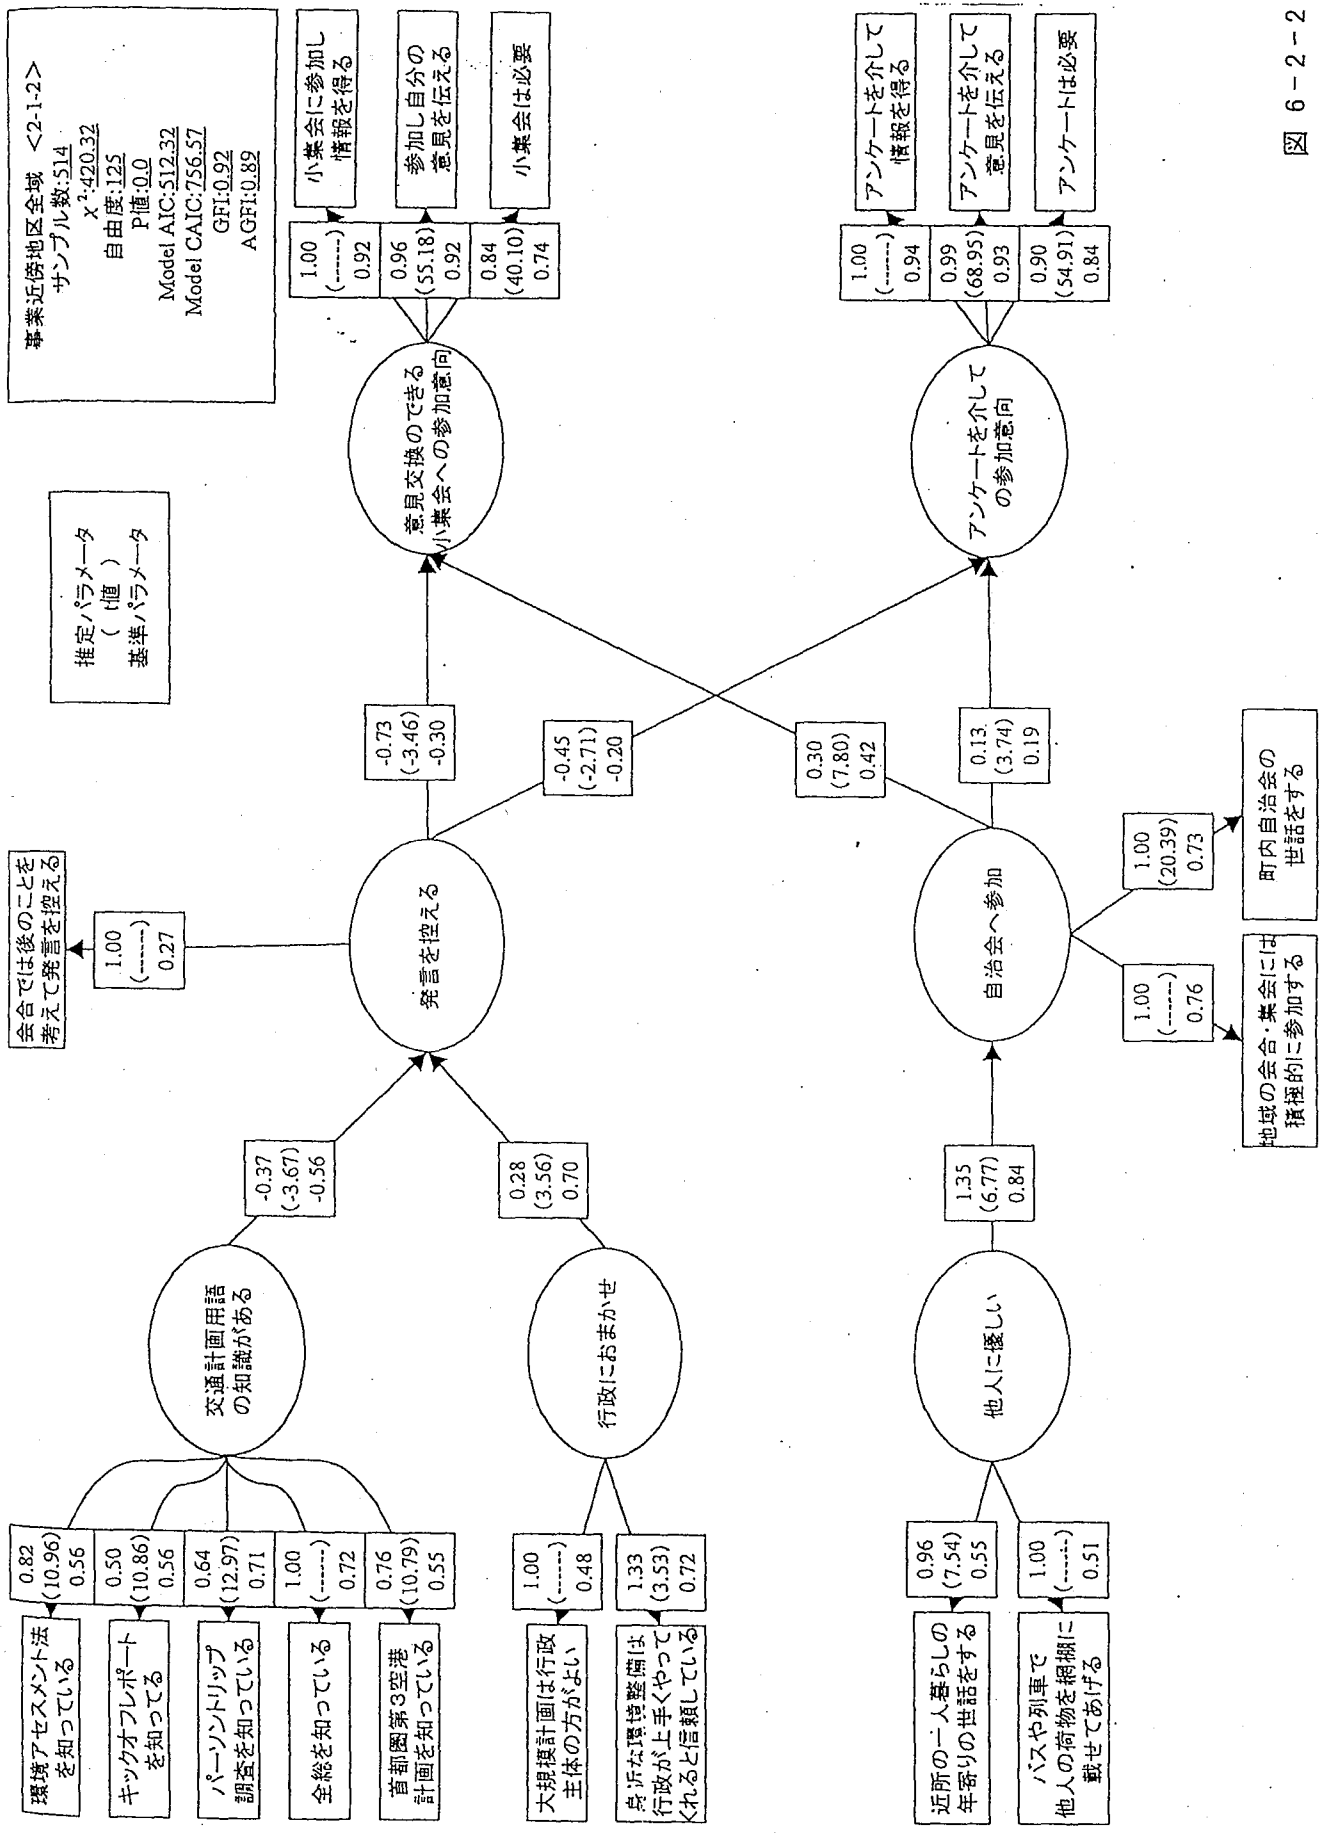 事業近傍地区全域 <2-1-2>
サンプル数:514
χ²:420.32
自由度:125
P値:0.0
Model AIC:512.32
Model CAIC:756.57
GFI:0.92
AGFI:0.89
推定パラメータ
( t値 )
基準パラメータ
環境アセスメント法
を知っている
0.82
(10.96)
0.56
キックオフレポート
を知ってる
0.50
(10.86)
0.56
パーソントリップ
調査を知っている
0.64
(12.97)
0.71
全総を知っている
1.00
(------)
0.72
首都圏第3空港
計画を知っている
0.76
(10.79)
0.55
交通計画用語
の知識がある
-0.37
(-3.67)
-0.56
大規模計画は行政
主体の方がよい
1.00
(------)
0.48
身近な環境整備は
行政が上手くやって
くれると信頼している
1.33
(3.53)
0.72
行政におまかせ
0.28
(3.56)
0.70
会合では後のことを
考えて発言を控える
1.00
(------)
0.27
発言を控える
-0.73
(-3.46)
-0.30
-0.45
(-2.71)
-0.20
近所の一人暮らしの
年寄りの世話をする
0.96
(7.54)
0.55
バスや列車で
他人の荷物を網棚に
載せてあげる
1.00
(------)
0.51
他人に優しい
1.35
(6.77)
0.84
自治会へ参加
0.30
(7.80)
0.42
0.13
(3.74)
0.19
1.00
(------)
0.76
地域の会合・集会には
積極的に参加する
1.00
(20.39)
0.73
町内自治会の
世話をする
意見交換のできる
小集会への参加意向
1.00
(------)
0.92
小集会に参加し
情報を得る
0.96
(55.18)
0.92
参加し自分の
意見を伝える
0.84
(40.10)
0.74
小集会は必要
アンケートを介して
の参加意向
1.00
(------)
0.94
アンケートを介して
情報を得る
0.99
(68.95)
0.93
アンケートを介して
意見を伝える
0.90
(54.91)
0.84
アンケートは必要
図 6-2-2